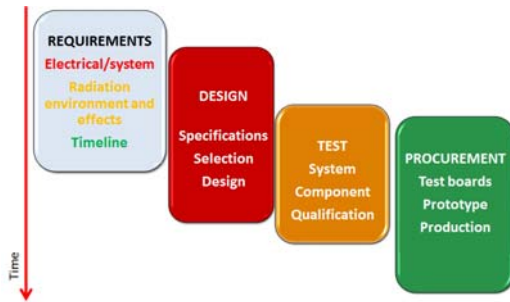 REQUIREMENTS
Electrical/system
Radiation
environment and
effects
Timeline
DESIGN
Specifications
Selection
Design
TEST
System
Component
Qualification
PROCUREMENT
Test boards
Prototype
Production
Time